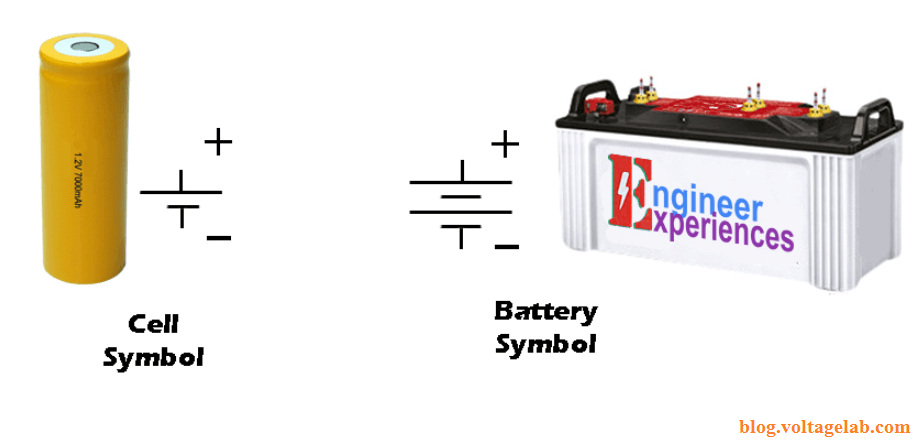 1.2V 7000mAh
+
−
Cell
Symbol
+
−
Battery
Symbol
Engineer
Experiences
blog.voltagelab.com